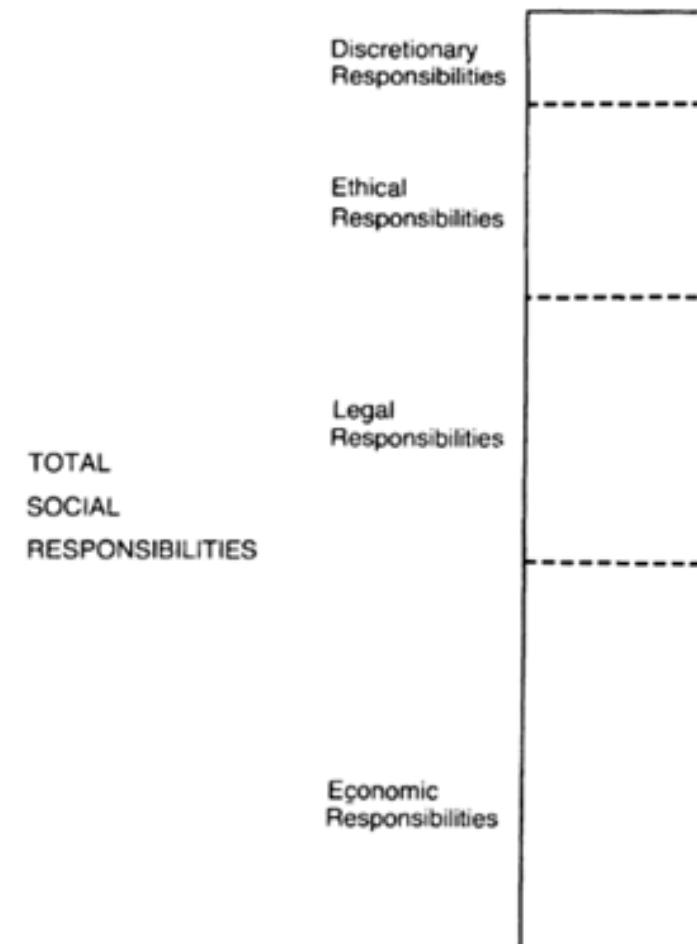 Discretionary
Responsibilities
Ethical
Responsibilities
Legal
Responsibilities
TOTAL
SOCIAL
RESPONSIBILITIES
Economic
Responsibilities